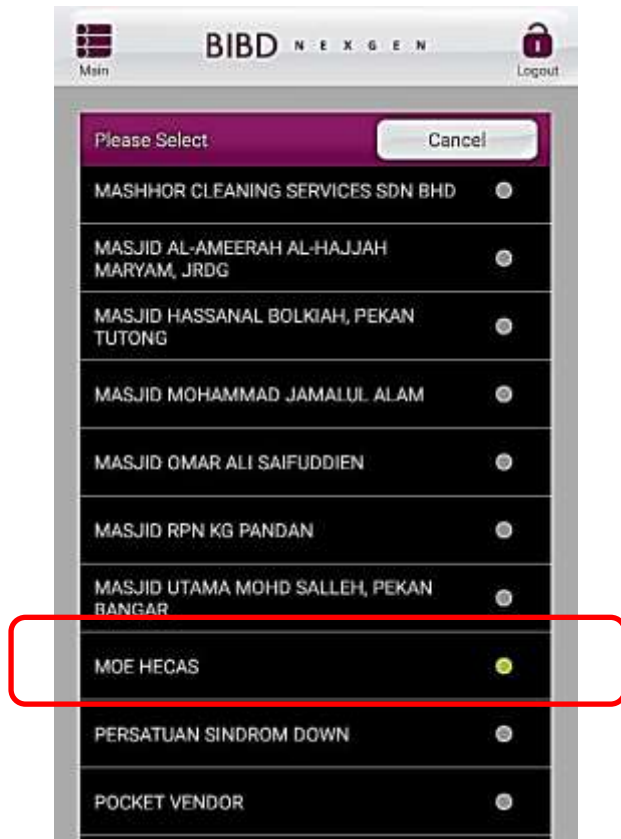 BIBD NEXGEN
Main
Logout
Please Select
Cancel
MASHHOR CLEANING SERVICES SDN BHD
MASJID AL-AMEERAH AL-HAJJAH
MARYAM, JRDG
MASJID HASSANAL BOLKIAH, PEKAN
TUTONG
MASJID MOHAMMAD JAMALUL ALAM
MASJID OMAR ALI SAIFUDDIEN
MASJID RPN KG PANDAN
MASJID UTAMA MOHD SALLEH, PEKAN
BANGAR
MOE HECAS
PERSATUAN SINDROM DOWN
POCKET VENDOR